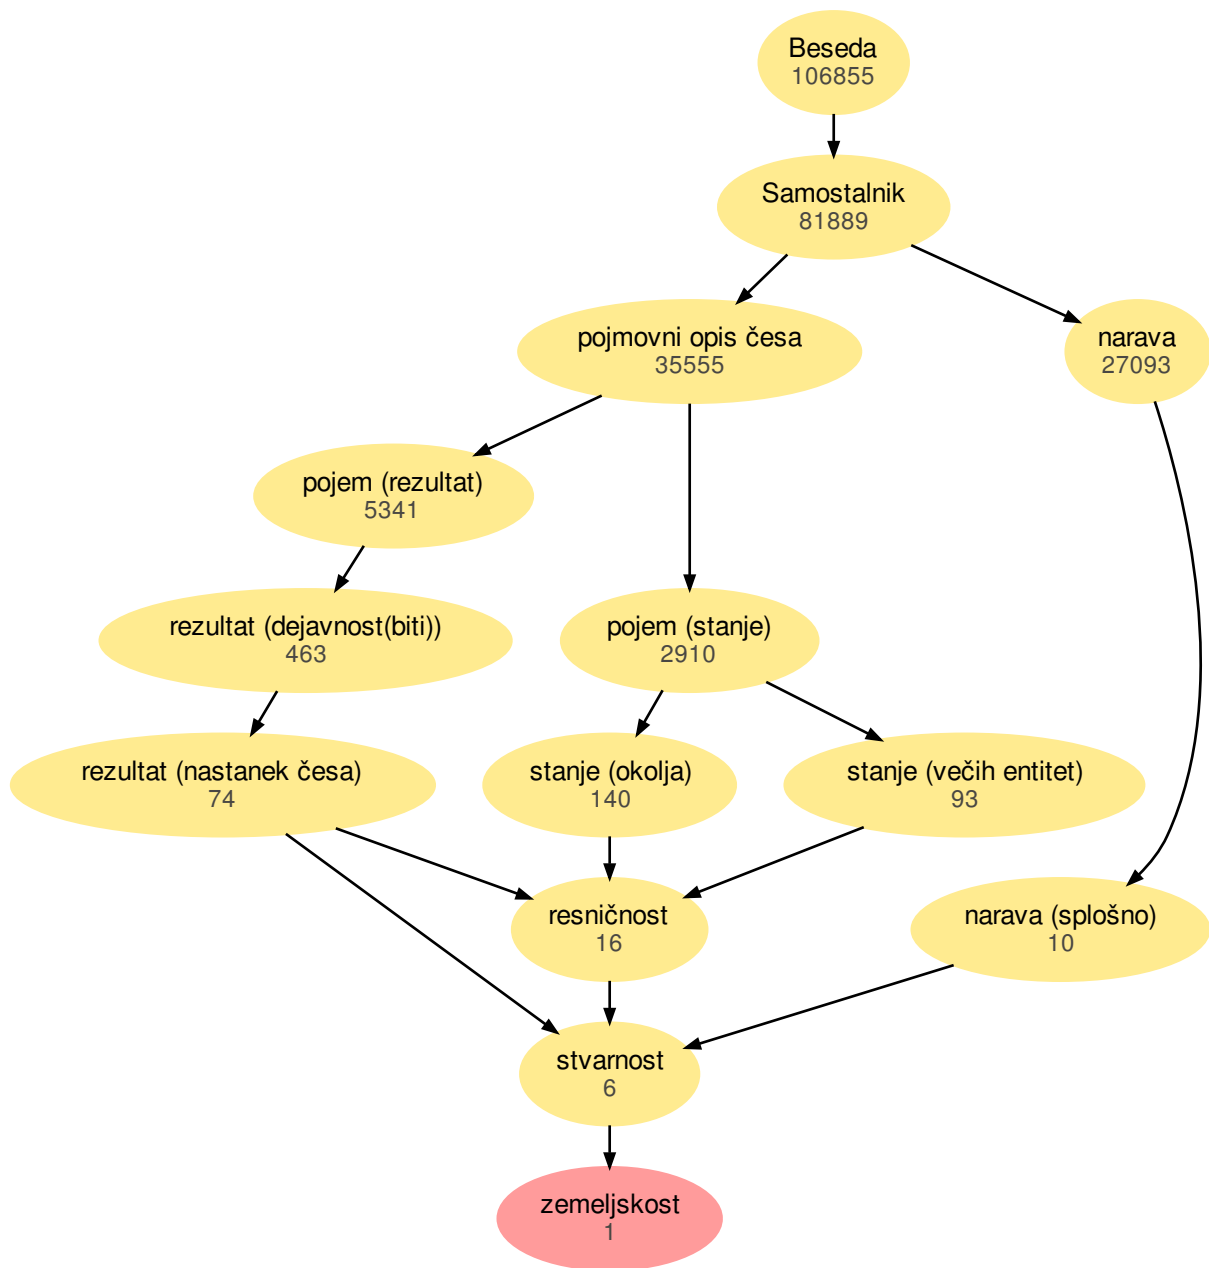 Beseda
106855
Samostalnik
81889
pojmovni opis česa
35555
narava
27093
pojem (rezultat)
5341
rezultat (dejavnost(biti))
463
pojem (stanje)
2910
rezultat (nastanek česa)
74
stanje (okolja)
140
stanje (večih entitet)
93
resničnost
16
narava (splošno)
10
stvarnost
6
zemeljskost
1